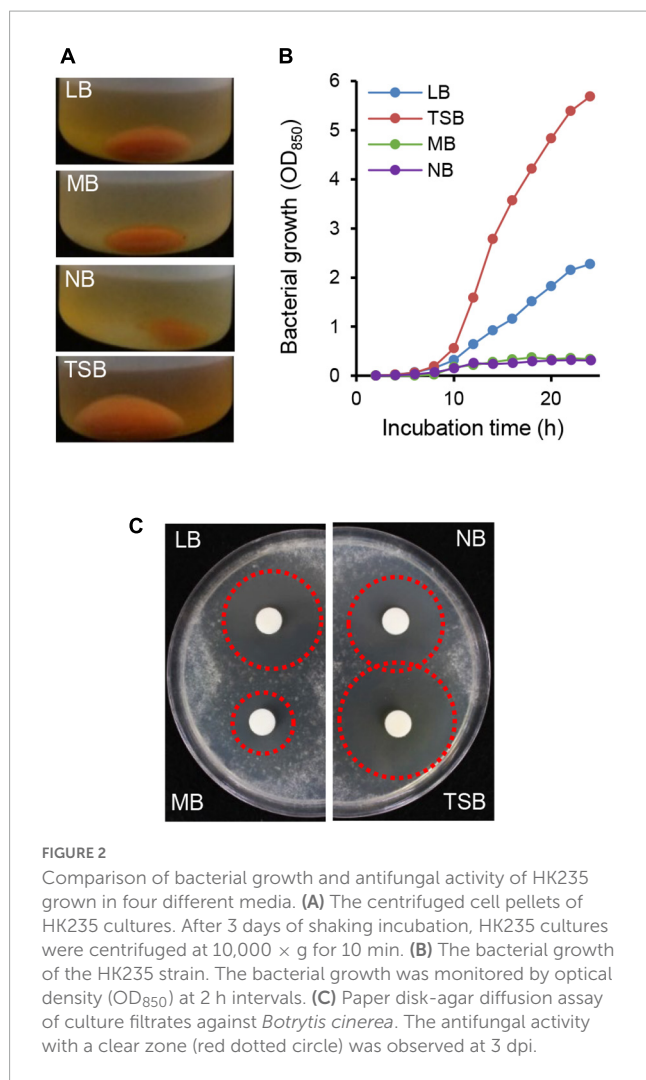 A
LB
MB
NB
TSB
B
LB
TSB
MB
NB
Bacterial growth (OD850)
6
5
4
3
2
1
0
0
10
20
Incubation time (h)
C
LB
NB
MB
TSB
FIGURE 2
Comparison of bacterial growth and antifungal activity of HK235
grown in four different media. (A) The centrifuged cell pellets of
HK235 cultures. After 3 days of shaking incubation, HK235 cultures
were centrifuged at 10,000 × g for 10 min. (B) The bacterial growth
of the HK235 strain. The bacterial growth was monitored by optical
density (OD850) at 2 h intervals. (C) Paper disk-agar diffusion assay
of culture filtrates against Botrytis cinerea. The antifungal activity
with a clear zone (red dotted circle) was observed at 3 dpi.